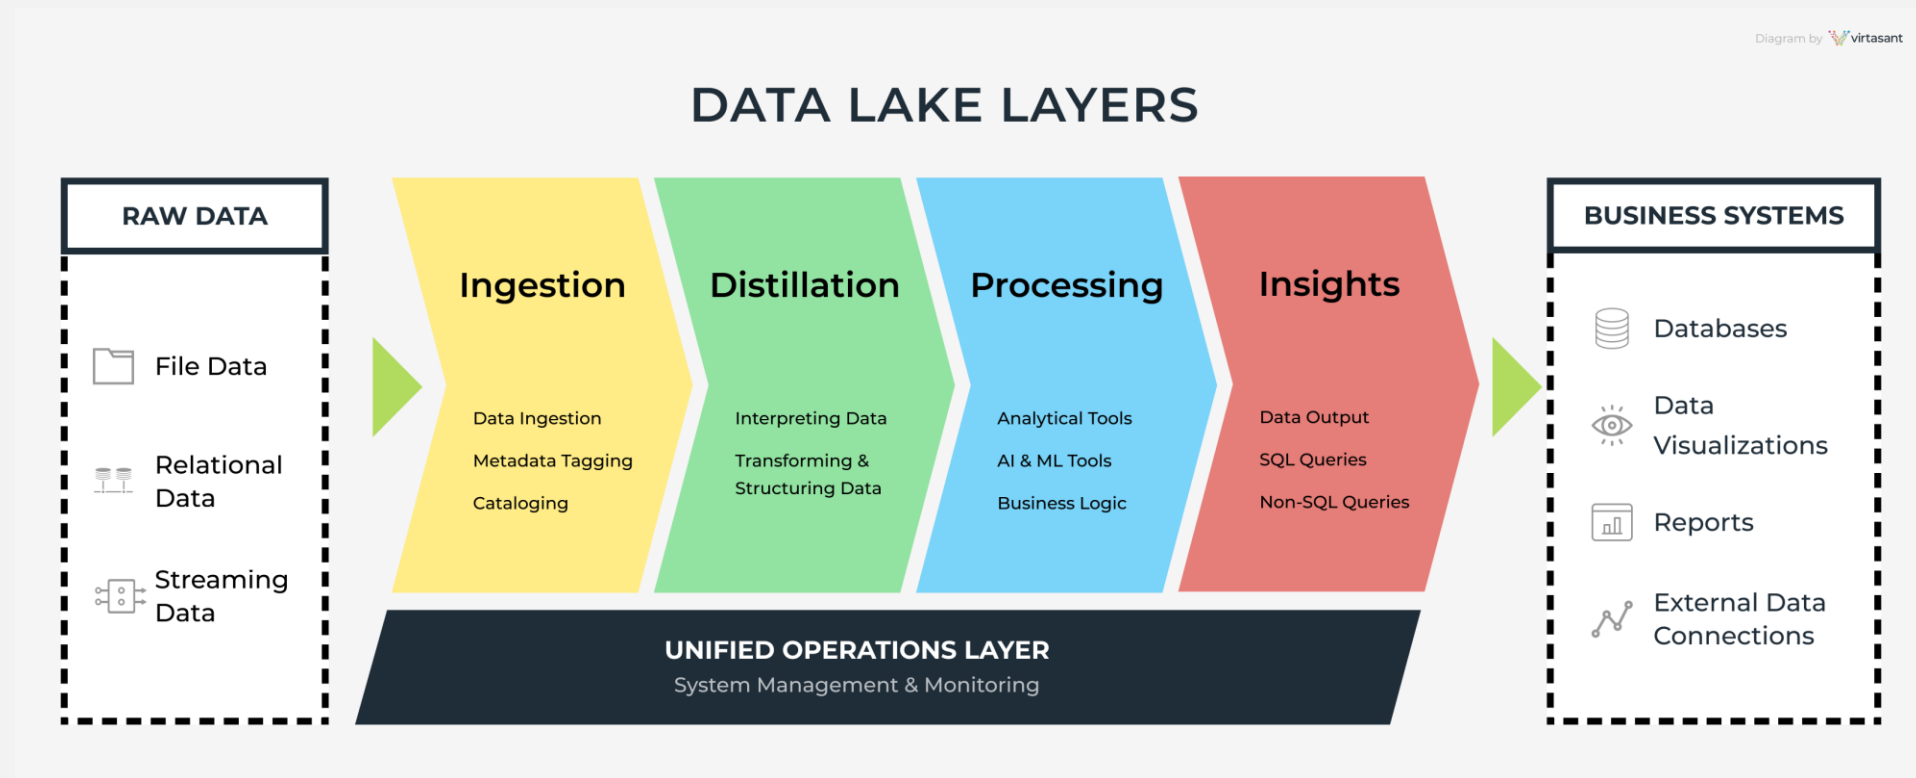 Diagram by virtasant
DATA LAKE LAYERS
RAW DATA
File Data
Relational
Data
Streaming
Data
Ingestion
Data Ingestion
Metadata Tagging
Cataloging
Distillation
Interpreting Data
Transforming &
Structuring Data
Processing
Analytical Tools
AI & ML Tools
Business Logic
Insights
Data Output
SQL Queries
Non-SQL Queries
UNIFIED OPERATIONS LAYER
System Management & Monitoring
BUSINESS SYSTEMS
Databases
Data
Visualizations
Reports
External Data
Connections